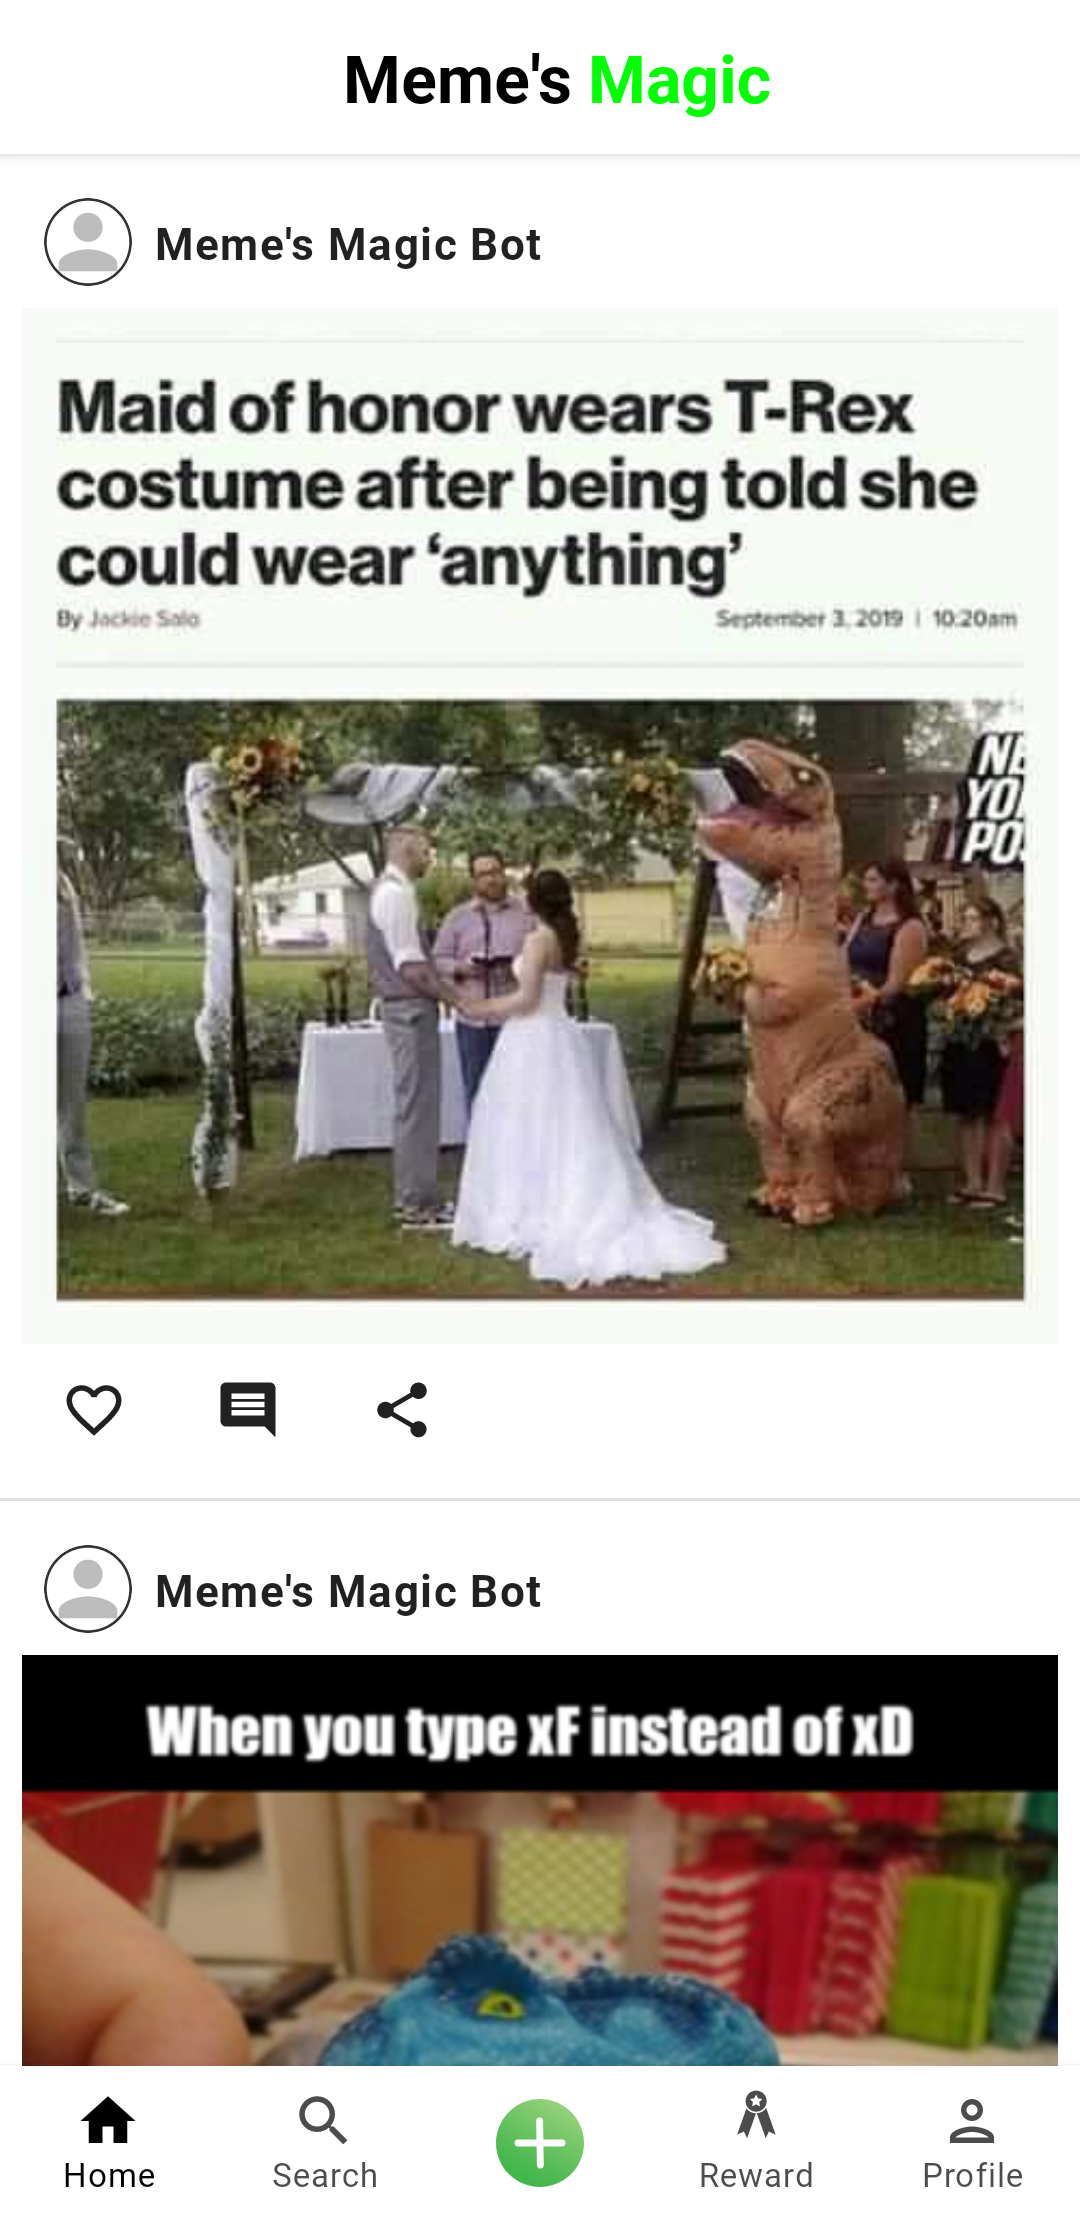 Meme's Magic
Meme's Magic Bot
Maid of honor wears T-Rex
costume after being told she
could wear ‘anything’
By Jackie Salo September 3, 2019 | 10:20am
NE
YO
PO
Meme's Magic Bot
When you type xF instead of xD
Home Search Reward Profile